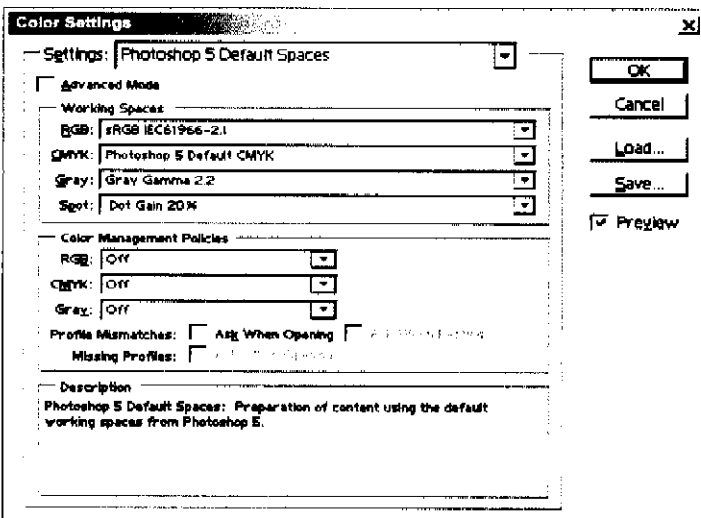 Color Settings
Settings: Photoshop 5 Default Spaces
Advanced Mode
Working Spaces
RGB: sRGB IEC61966-2.1
CMYK: Photoshop 5 Default CMYK
Gray: Gray Gamma 2.2
Spot: Dot Gain 20%
Color Management Policies
RGB: Off
CMYK: Off
Gray: Off
Profile Mismatches: Ask When Opening
Missing Profiles:
Description
Photoshop 5 Default Spaces: Preparation of content using the default
working spaces from Photoshop 5.
OK
Cancel
Load...
Save...
Preview